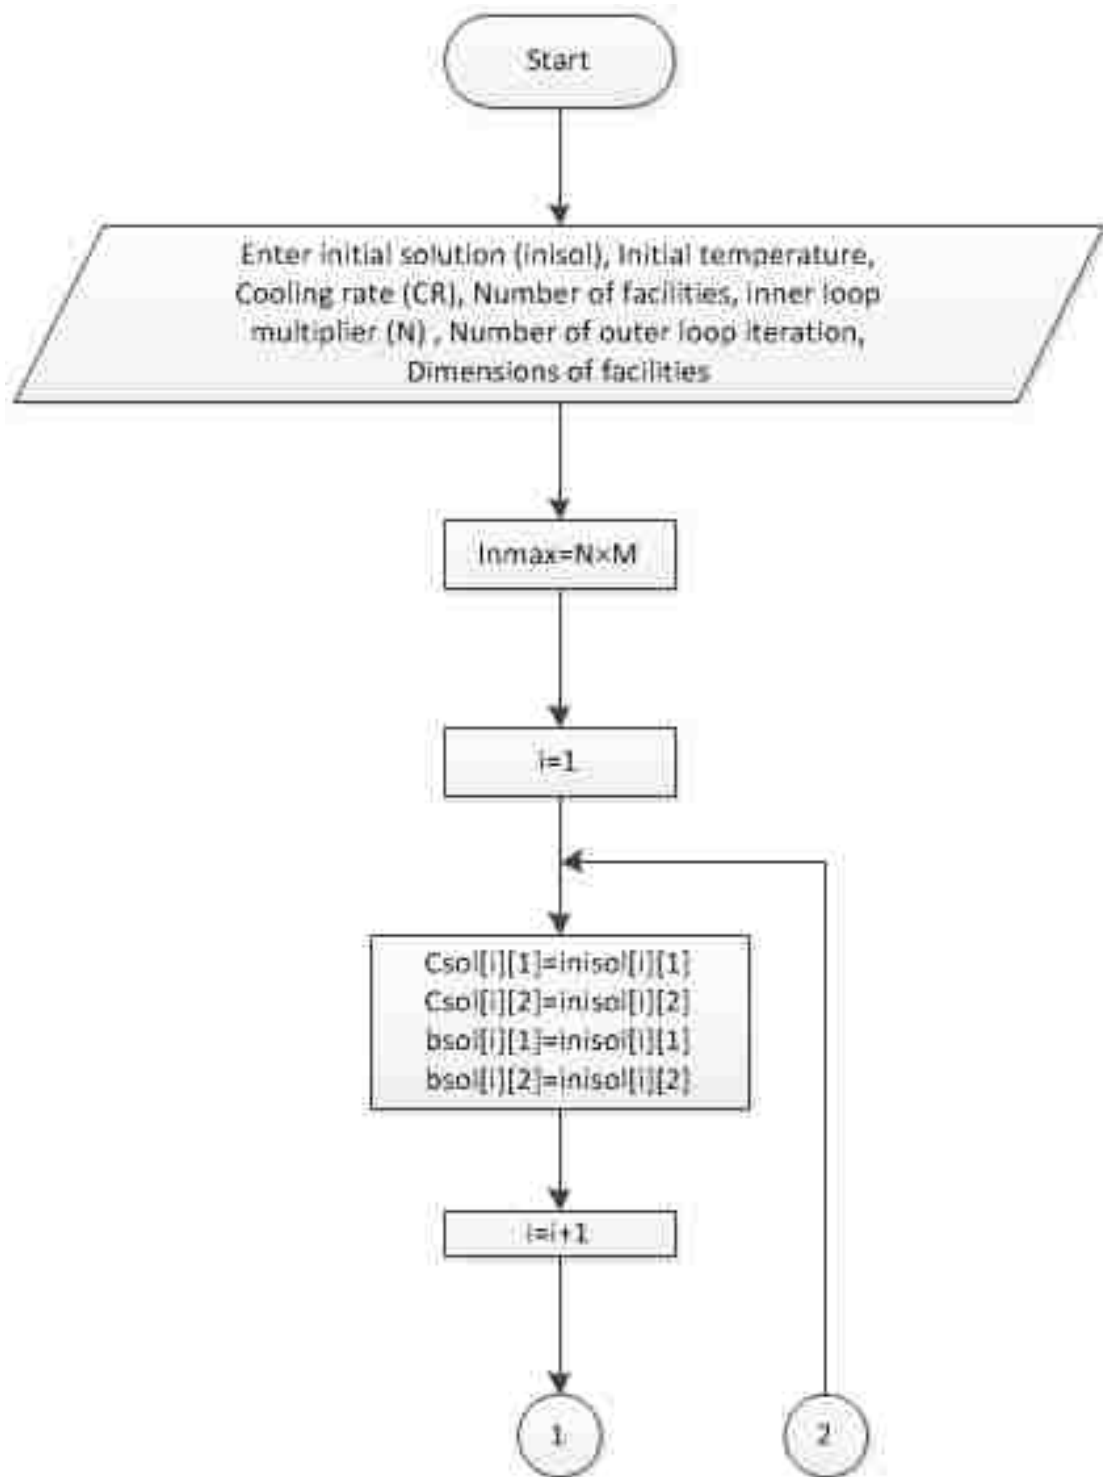 Start
Enter initial solution (inisol), Initial temperature,
Cooling rate (CR), Number of facilities, inner loop
multiplier (N) , Number of outer loop iteration,
Dimensions of facilities
Inmax=N×M
i=1
Csol[i][1]=inisol[i][1]
Csol[i][2]=inisol[i][2]
bsol[i][1]=inisol[i][1]
bsol[i][2]=inisol[i][2]
i=i+1
1
2